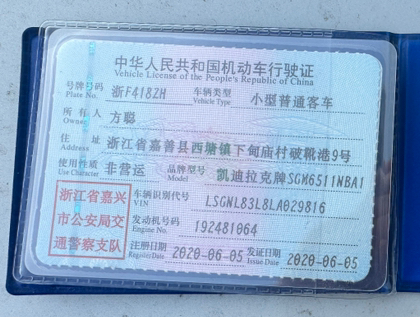 中华人民共和国机动车行驶证
Vehicle License of the People's Republic of China
号牌号码 Plate No. 浙F418ZH 车辆类型 Vehicle Type 小型普通客车
所有人 Owner 方聪
住址 Address 浙江省嘉善县西塘镇下甸庙村破靴港9号
使用性质 Use Character 非营运 品牌型号 Model 凯迪拉克牌SGM6511NBA1
浙江省嘉兴
市公安局交
通警察支队
车辆识别代号 VIN LSGNL83L8LA029816
发动机号码 Engine No. 192481064
注册日期 Register Date 2020-06-05 发证日期 Issue Date 2020-06-05